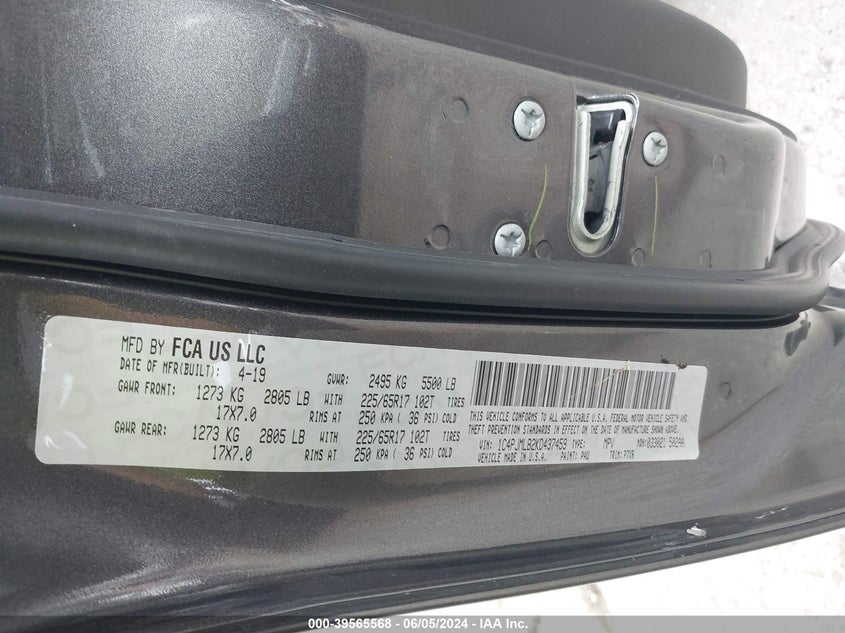 MFD BY FCA US LLC
DATE OF MFR(BUILT): 4-19 GVWR: 2495 KG 5500 LB
GAWR FRONT: 1273 KG 2805 LB WITH 225/65R17 102T TIRES
17X7.0 RIMS AT 250 KPA ( 36 PSI) COLD
GAWR REAR: 1273 KG 2805 LB WITH 225/65R17 102T TIRES
17X7.0 RIMS AT 250 KPA ( 36 PSI) COLD
THIS VEHICLE CONFORMS TO ALL APPLICABLE U.S.A. FEDERAL MOTOR VEHICLE SAFETY AND
THEFT PREVENTION STANDARDS IN EFFECT ON THE DATE OF MANUFACTURE SHOWN ABOVE.
VIN: 1C4PJMLB2KD437459 TYPE: MPV MDH:033021 509AA
VEHICLE MADE IN U.S.A. PAINT: PAU TRIM: PTX9
000-39565568 - 06/05/2024 - IAA Inc.